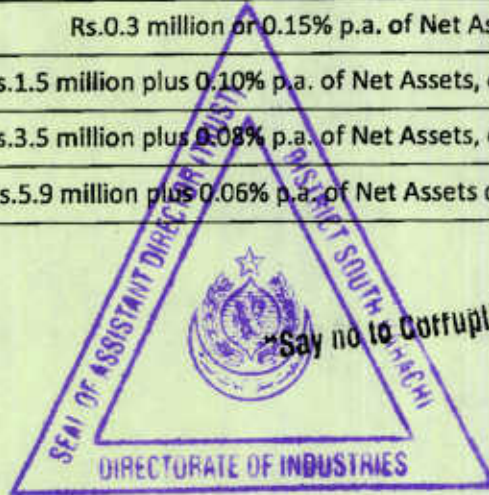 Rs.0.3 million or 0.15% p.a. of Net As
s.1.5 million plus 0.10% p.a. of Net Assets,
s.3.5 million plus 0.08% p.a. of Net Assets,
s.5.9 million plus 0.06% p.a. of Net Assets
SEAL OF ASSISTANT DIRECTOR (TRUST)
DISTRICT SOUTH KARACHI
"Say no to Corrupt
DIRECTORATE OF INDUSTRIES